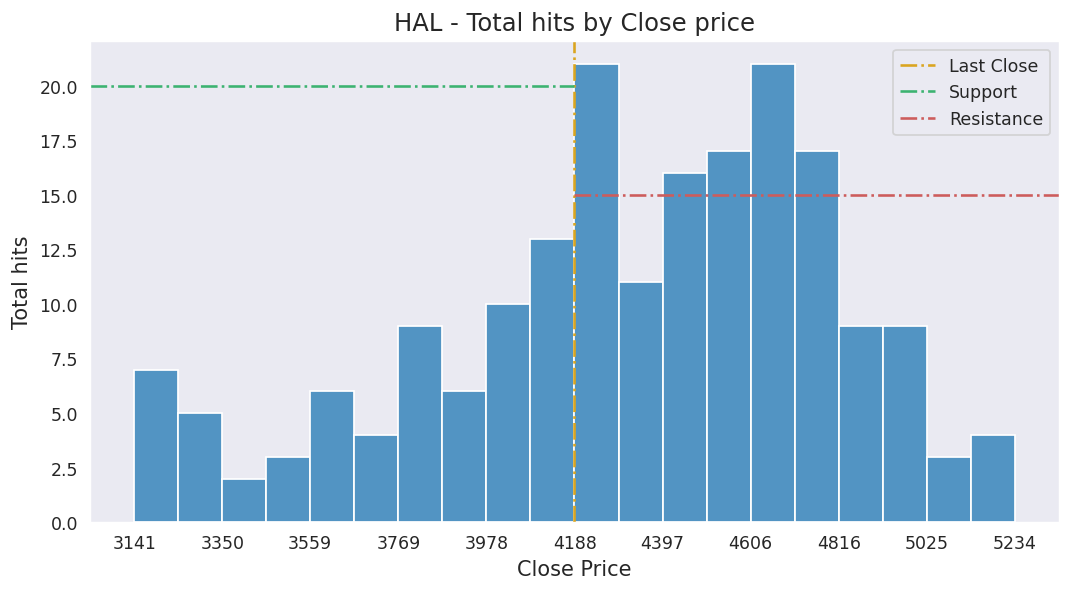 HAL - Total hits by Close price
Last Close
Support
Resistance
Total hits
20.0
17.5
15.0
12.5
10.0
7.5
5.0
2.5
0.0
3141 3350 3559 3769 3978 4188 4397 4606 4816 5025 5234
Close Price